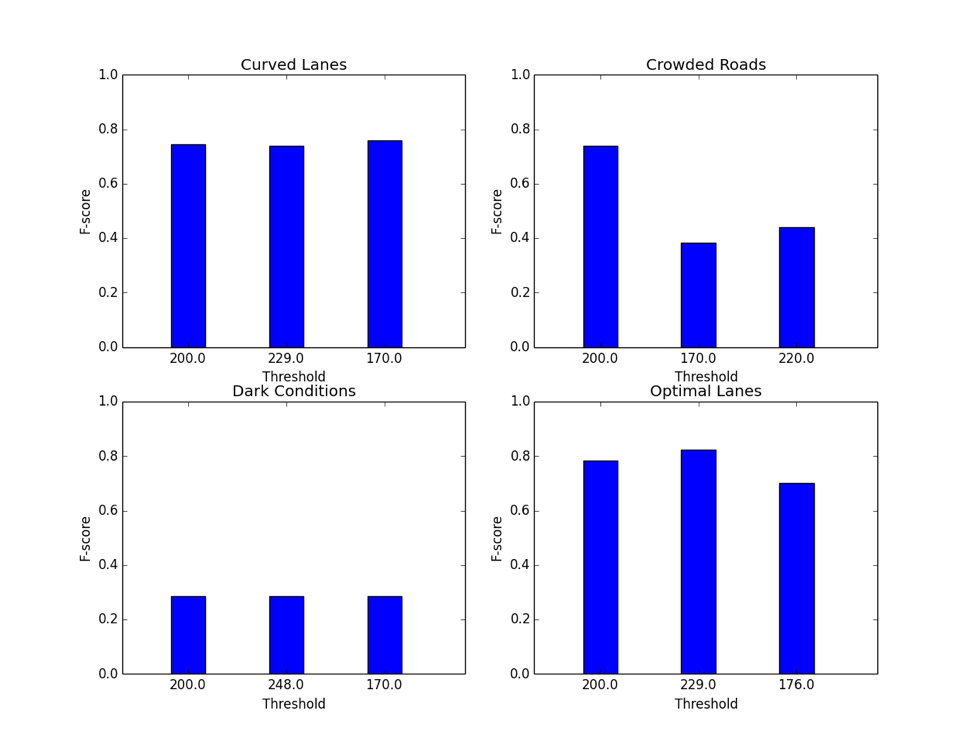 Curved Lanes
1.0
0.8
0.6
0.4
0.2
0.0
F-score
200.0 229.0 170.0
Threshold
Crowded Roads
1.0
0.8
0.6
0.4
0.2
0.0
F-score
200.0 170.0 220.0
Threshold
Dark Conditions
1.0
0.8
0.6
0.4
0.2
0.0
F-score
200.0 248.0 170.0
Threshold
Optimal Lanes
1.0
0.8
0.6
0.4
0.2
0.0
F-score
200.0 229.0 176.0
Threshold